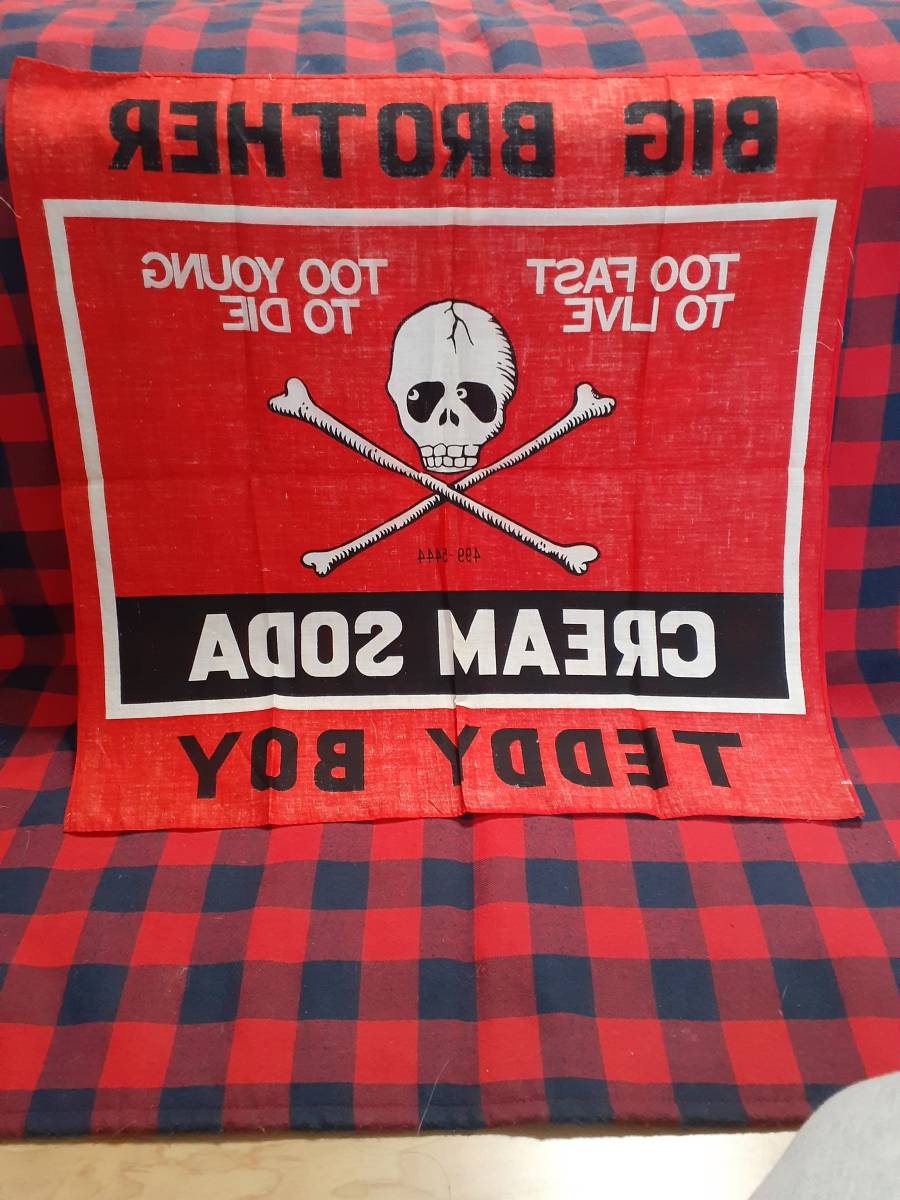 BIG BROTHER
TOO FAST
TO LIVE
TOO YOUNG
TO DIE
499-5444
CREAM SODA
TEDDY BOY